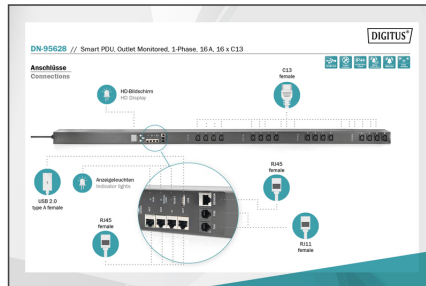 DIGITUS®
DN-95628 // Smart PDU, Outlet Monitored, 1-Phase, 16 A, 16 x C13
Anschlüsse
Connections
C13
female
HD-Bildschirm
HD Display
USB 2.0
type A female
Anzeigeleuchten
Indicator lights
RJ45
female
RJ45
female
RJ11
female